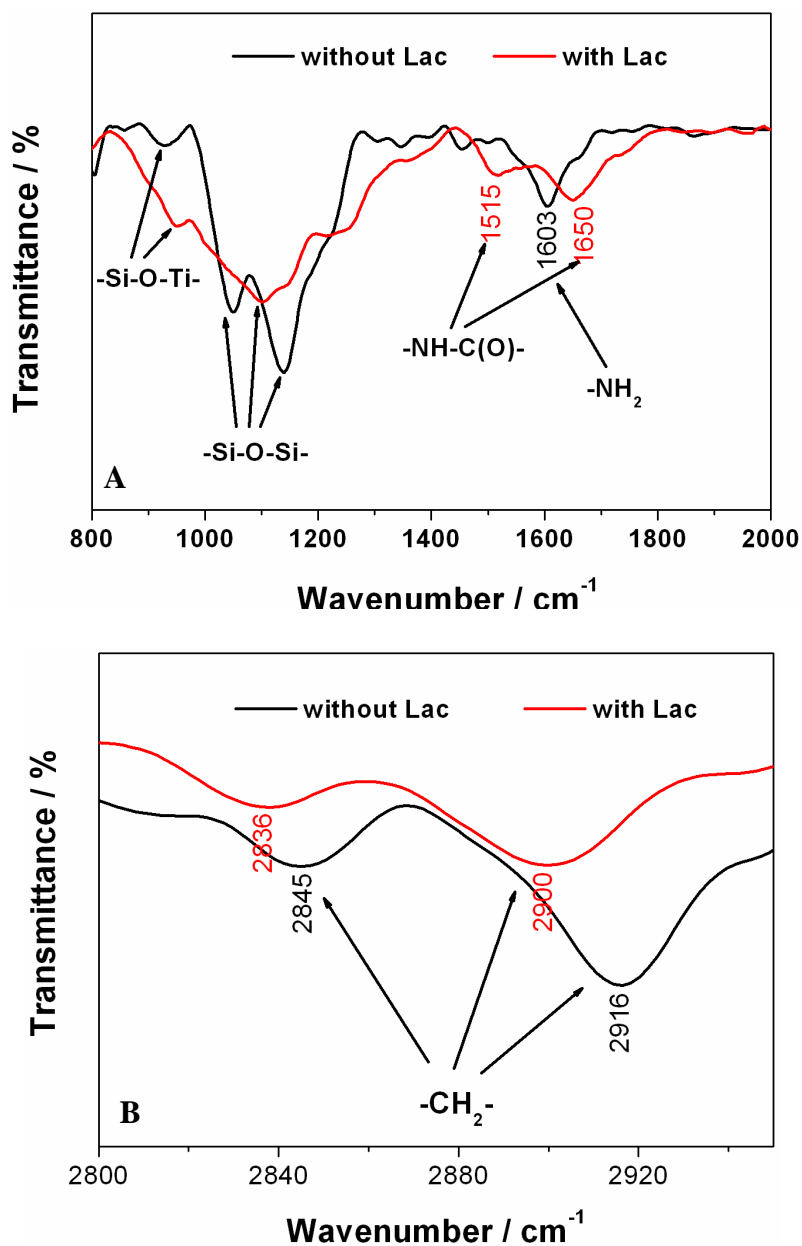 without Lac with Lac
Transmittance / %
1515
1603
1650
-Si-O-Ti-
-NH-C(O)-
-NH2
-Si-O-Si-
A
800 1000 1200 1400 1600 1800 2000
Wavenumber / cm-1
without Lac with Lac
Transmittance / %
2836
2845
2900
2916
-CH2-
B
2800 2840 2880 2920
Wavenumber / cm-1